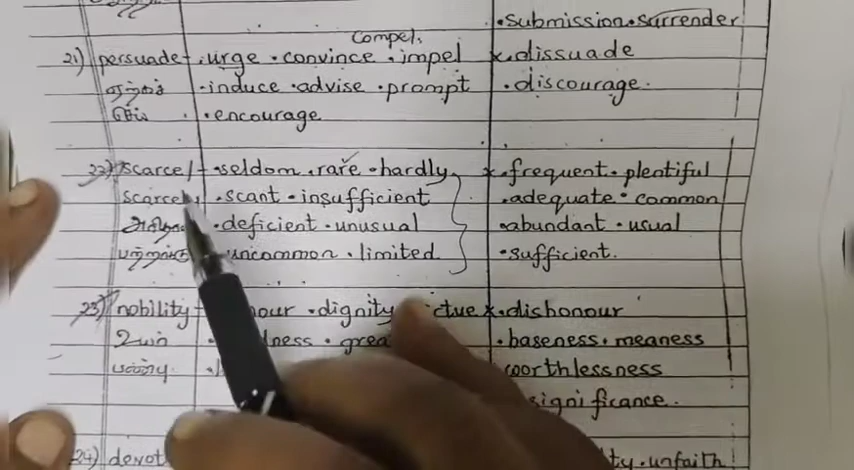 • submission • surrender
compel.
21) persuade - • urge • convince • impel x • dissuade
• induce • advise • prompt • discourage.
செய் • encourage
22) scarce/ - • seldom • rare • hardly x • frequent • plentiful
scarcely • scant • insufficient • adequate • common
• deficient • unusual • abundant • usual
uncommon • limited • sufficient.
23) nobility - • dignity x • dishonour
உயர் • baseness • meaness
பண்பு worthlessness
24)